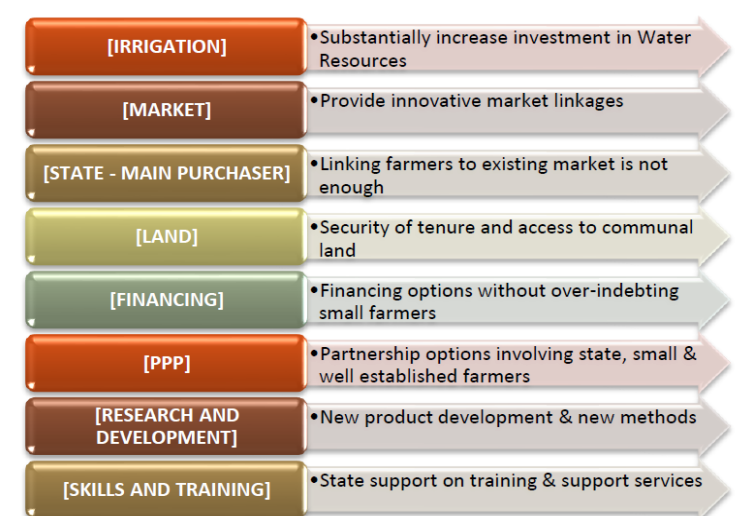 [IRRIGATION]
•Substantially increase investment in Water
Resources
[MARKET]
•Provide innovative market linkages
[STATE - MAIN PURCHASER]
•Linking farmers to existing market is not
enough
[LAND]
•Security of tenure and access to communal
land
[FINANCING]
•Financing options without over-indebting
small farmers
[PPP]
•Partnership options involving state, small &
well established farmers
[RESEARCH AND
DEVELOPMENT]
•New product development & new methods
[SKILLS AND TRAINING]
•State support on training & support services